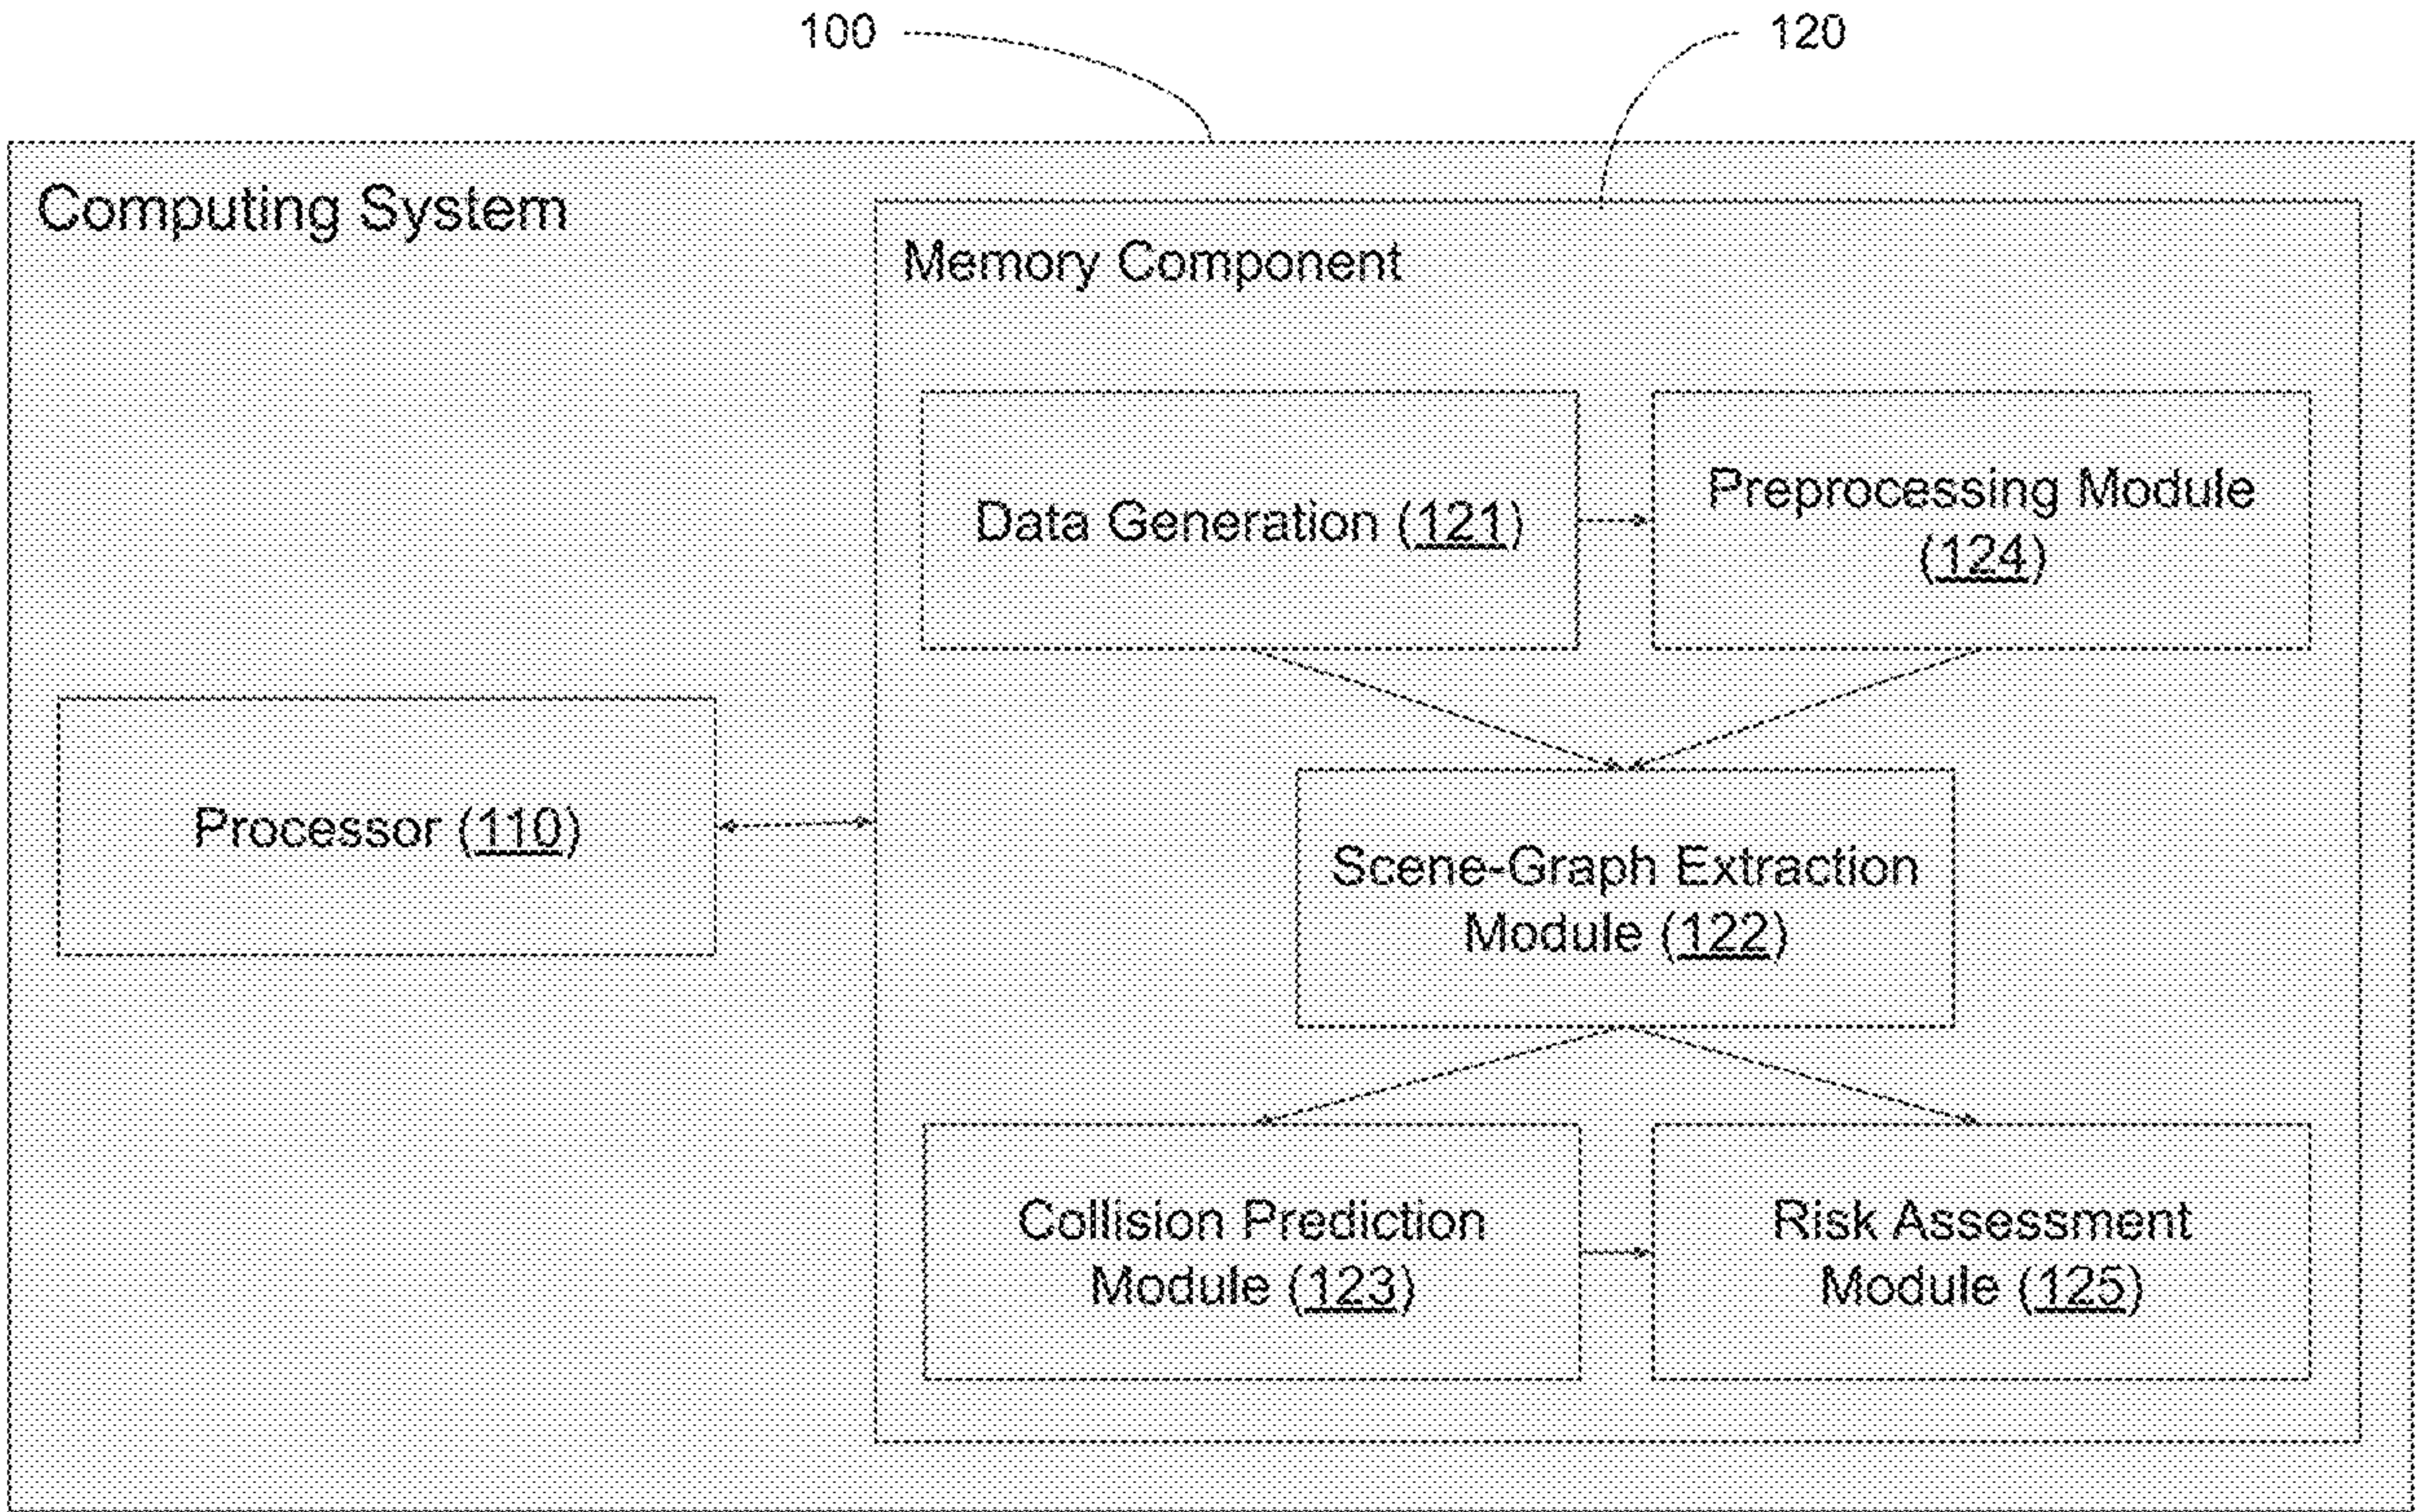 100
120
Computing System
Memory Component
Data Generation (121)
Preprocessing Module
(124)
Processor (110)
Scene-Graph Extraction
Module (122)
Collision Prediction
Module (123)
Risk Assessment
Module (125)